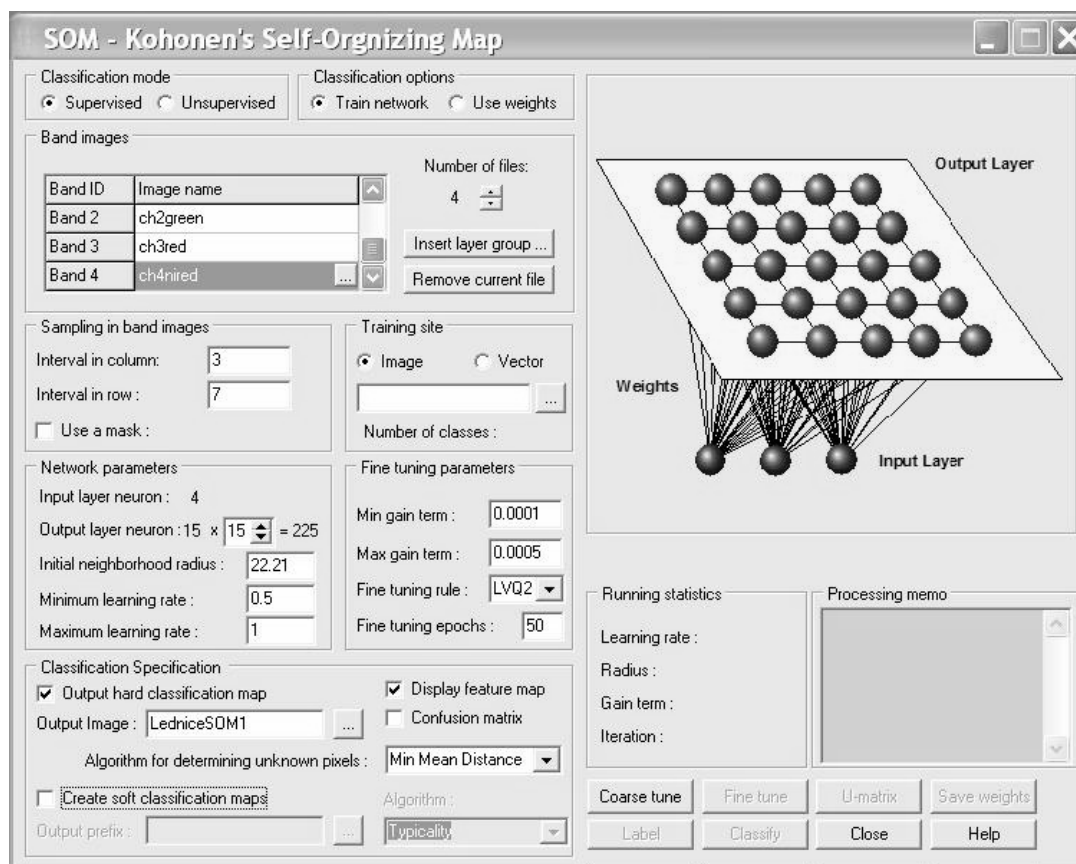 SOM - Kohonen's Self-Orgnizing Map
Classification mode
Supervised Unsupervised
Classification options
Train network Use weights
Band images
Band ID Image name
Band 2 ch2green
Band 3 ch3red
Band 4 ch4nired ...
Number of files:
4
Insert layer group ...
Remove current file
Sampling in band images
Interval in column: 3
Interval in row : 7
Use a mask :
Training site
Image Vector
...
Number of classes :
Network parameters
Input layer neuron : 4
Output layer neuron : 15 x 15 = 225
Initial neighborhood radius : 22.21
Minimum learning rate : 0.5
Maximum learning rate : 1
Fine tuning parameters
Min gain term : 0.0001
Max gain term : 0.0005
Fine tuning rule : LVQ2
Fine tuning epochs : 50
Classification Specification
Output hard classification map
Display feature map
Output Image : LedniceSOM1 ...
Confusion matrix
Algorithm for determining unknown pixels : Min Mean Distance
Create soft classification maps
Algorithm :
Output prefix : ...
Typicality
Output Layer
Weights
Input Layer
Running statistics
Learning rate :
Radius :
Gain term :
Iteration :
Processing memo
Coarse tune Fine tune U-matrix Save weights
Label Classify Close Help